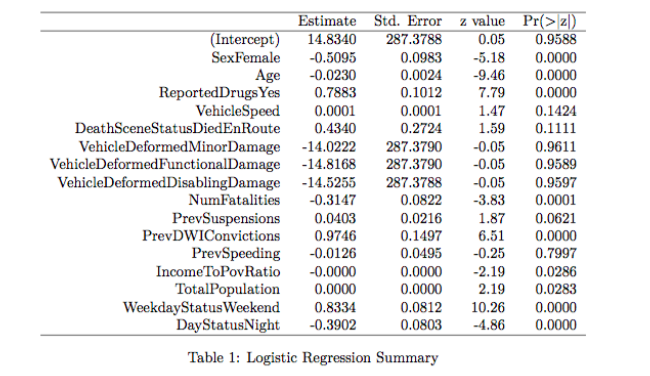 Estimate Std. Error z value Pr(>|z|)
(Intercept) 14.8340 287.3788 0.05 0.9588
SexFemale -0.5095 0.0983 -5.18 0.0000
Age -0.0230 0.0024 -9.46 0.0000
ReportedDrugsYes 0.7883 0.1012 7.79 0.0000
VehicleSpeed 0.0001 0.0001 1.47 0.1424
DeathSceneStatusDiedEnRoute 0.4340 0.2724 1.59 0.1111
VehicleDeformedMinorDamage -14.0222 287.3790 -0.05 0.9611
VehicleDeformedFunctionalDamage -14.8168 287.3790 -0.05 0.9589
VehicleDeformedDisablingDamage -14.5255 287.3788 -0.05 0.9597
NumFatalities -0.3147 0.0822 -3.83 0.0001
PrevSuspensions 0.0403 0.0216 1.87 0.0621
PrevDWIConvictions 0.9746 0.1497 6.51 0.0000
PrevSpeeding -0.0126 0.0495 -0.25 0.7997
IncomeToPovRatio -0.0000 0.0000 -2.19 0.0286
TotalPopulation 0.0000 0.0000 2.19 0.0283
WeekdayStatusWeekend 0.8334 0.0812 10.26 0.0000
DayStatusNight -0.3902 0.0803 -4.86 0.0000
Table 1: Logistic Regression Summary